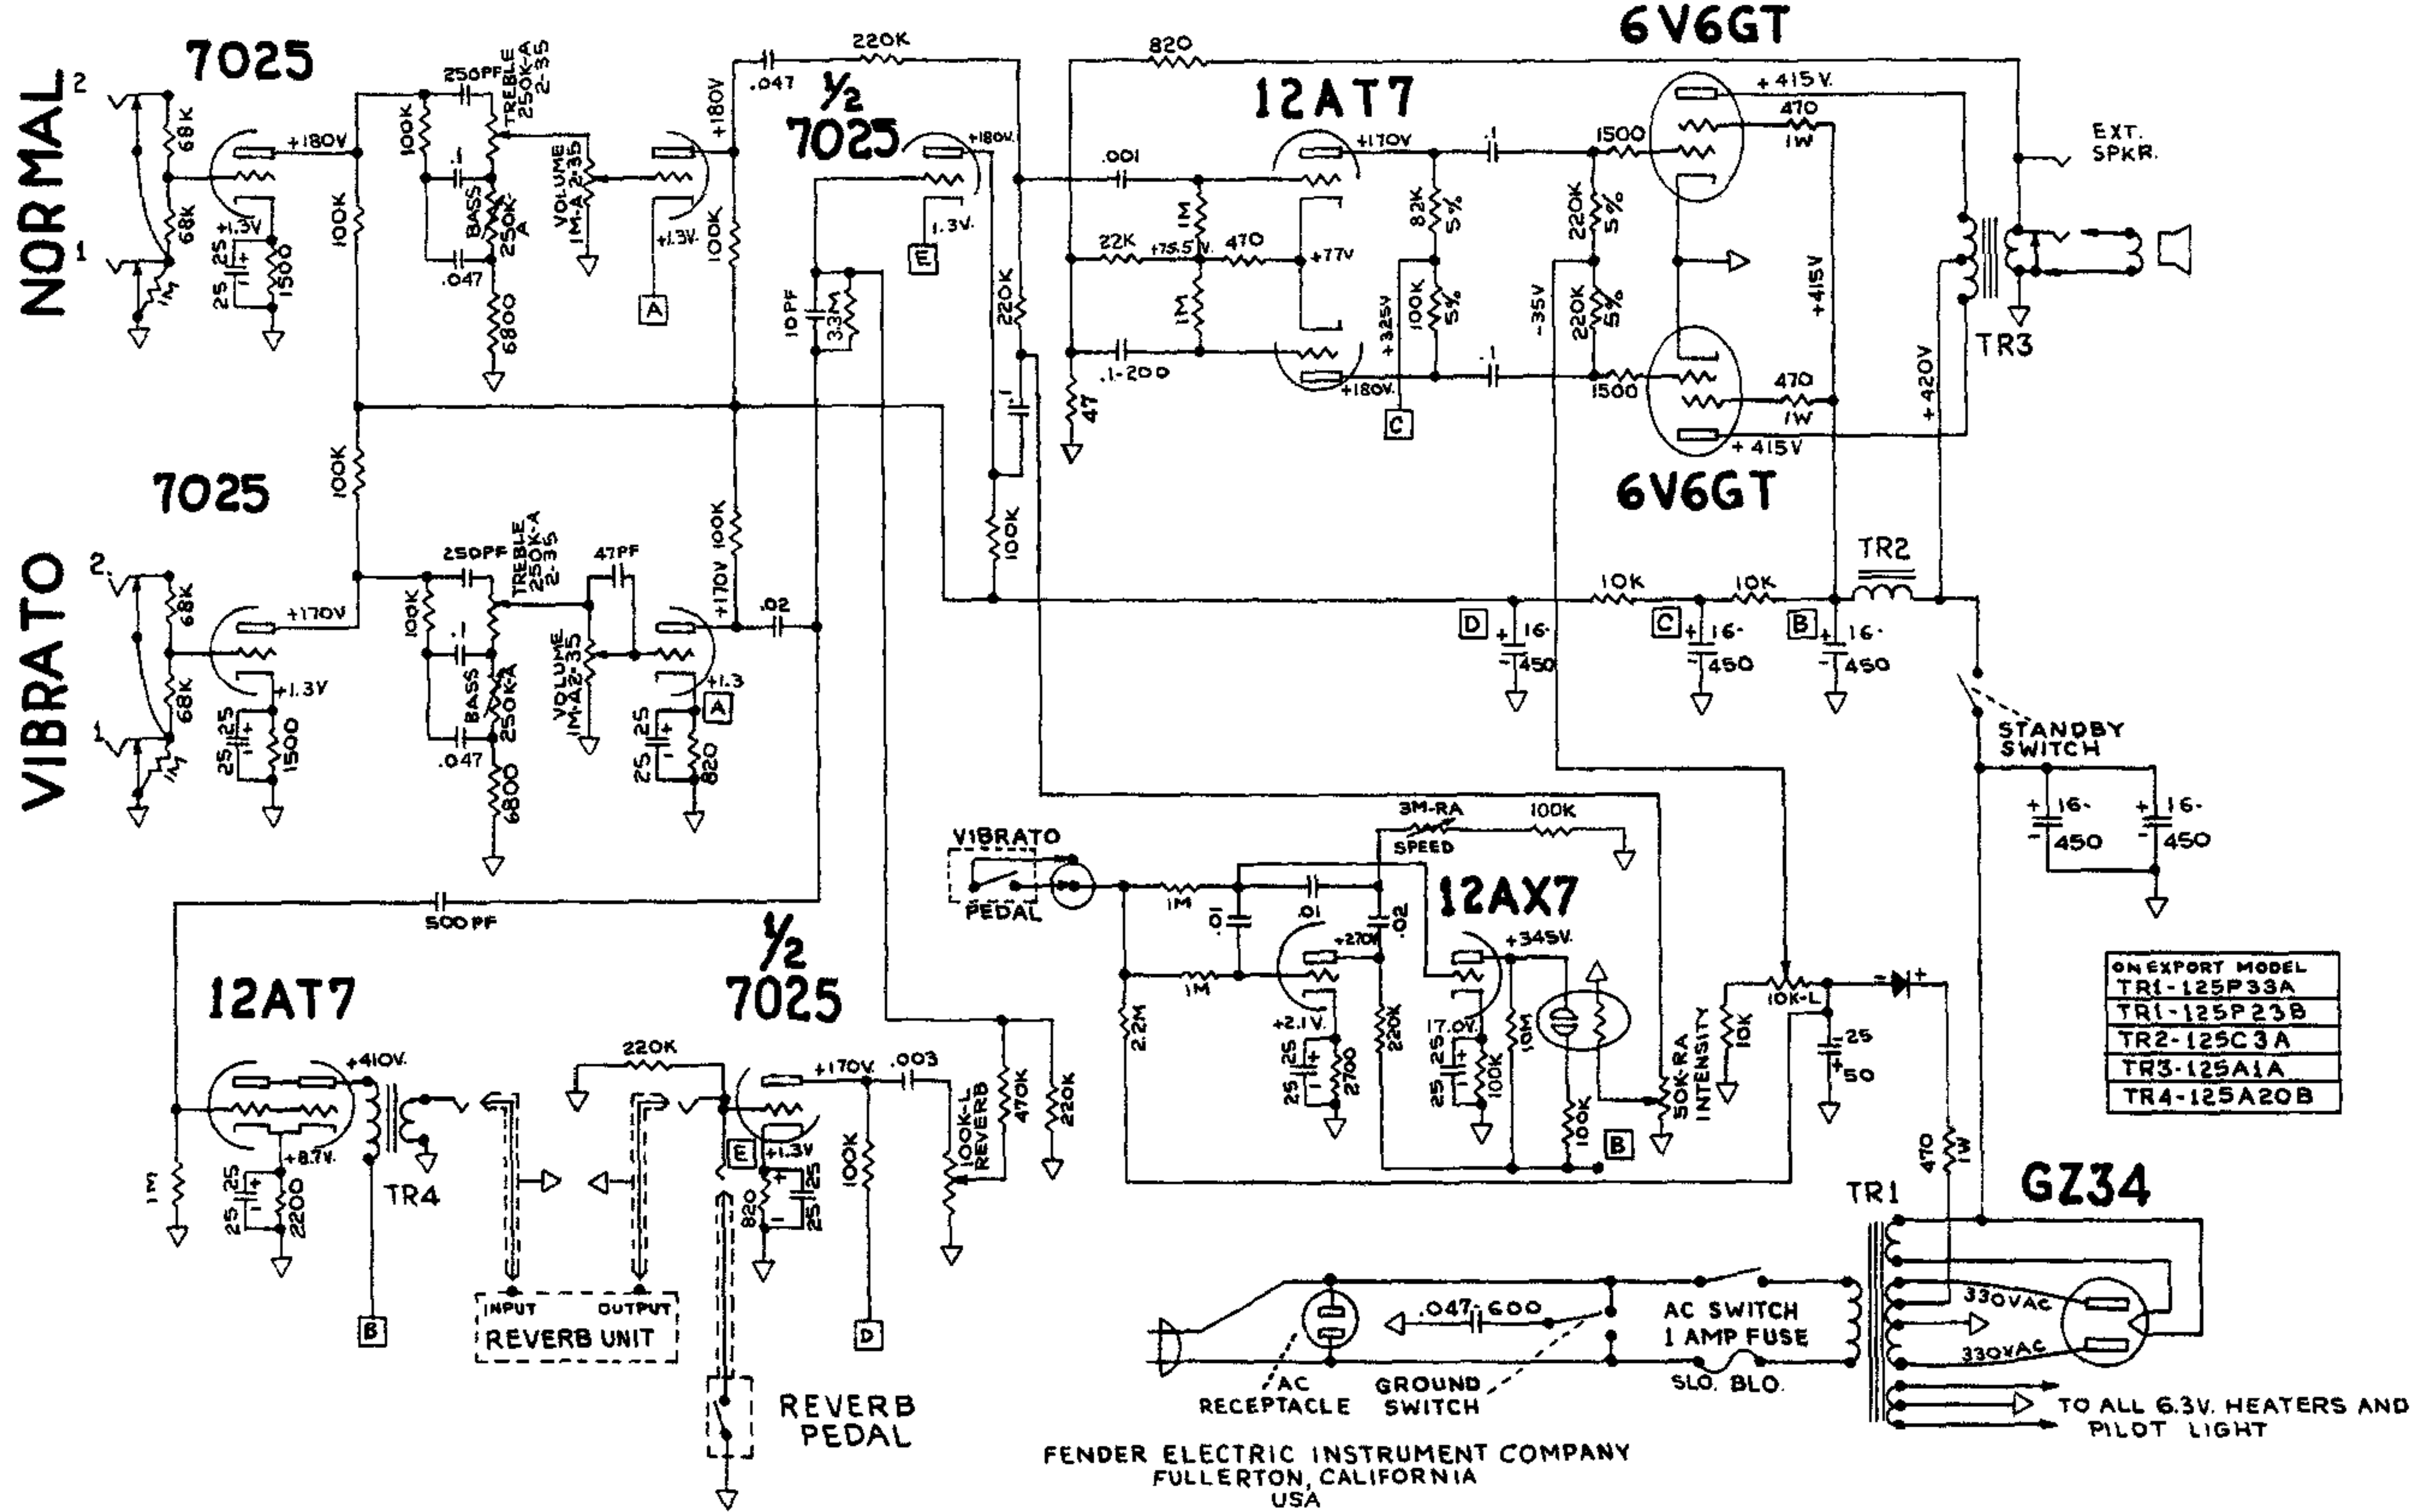 NORMAL
2
1
7025
68K
68K
1M
+180V
+1.3V
25 25
1500
100K
100K
250PF
TREBLE
250K-A
2-35
.1
BASS
250K
A
.047
6800
VOLUME
1M-A 2-35
+1.3V.
A
+180V
100K
.047
220K
1/2
7025
+180V.
1.3V.
E
10PF
3.3M
220K
.1
100K
820
12AT7
.001
1M
22K
+75.5V.
470
+77V
1M
.1-200
47
+170V
+180V.
82K
5%
100K
5%
+325V
C
.1
.1
-35V
220K
5%
220K
5%
1500
1500
6V6GT
6V6GT
+415V.
470
1W
470
1W
+415V
+415V
+420V
EXT.
SPKR.
TR3
VIBRATO
2.
1
7025
68K
68K
1M
100K
+170V
+1.3V
25 25
1500
100K
250PF
TREBLE
250K-A
2-35
.1
BASS
250K-A
.047
6800
47PF
VOLUME
1M-A2-35
+1.3
A
25 25
820
+170V
100K
.02
D
16-
450
10K
C
16-
450
10K
B
16-
450
TR2
STANDBY
SWITCH
16-
450
16-
450
500PF
VIBRATO
PEDAL
1M
.01
.01
.02
1M
2.2M
3M-RA
SPEED
100K
12AX7
+270V
+345V.
+2.1V.
17.0V.
25 25
2700
220K
25 25
100K
10M
100K
B
50K-RA
INTENSITY
10K
10K-L
25
50
ON EXPORT MODEL
TR1-125P33A
TR1-125P23B
TR2-125C3A
TR3-125A1A
TR4-125A20B
12AT7
1M
+8.7V.
25 25
2200
+410V.
TR4
B
INPUT
OUTPUT
REVERB UNIT
220K
1/2
7025
E
+1.3V
820
25 25
+170V
.003
100K
D
100K-L
REVERB
470K
220K
REVERB
PEDAL
470
1W
TR1
GZ34
330VAC
330VAC
.047-600
AC
RECEPTACLE
GROUND
SWITCH
AC SWITCH
1 AMP FUSE
SLO. BLO.
TO ALL 6.3V. HEATERS AND
PILOT LIGHT
FENDER ELECTRIC INSTRUMENT COMPANY
FULLERTON, CALIFORNIA
USA